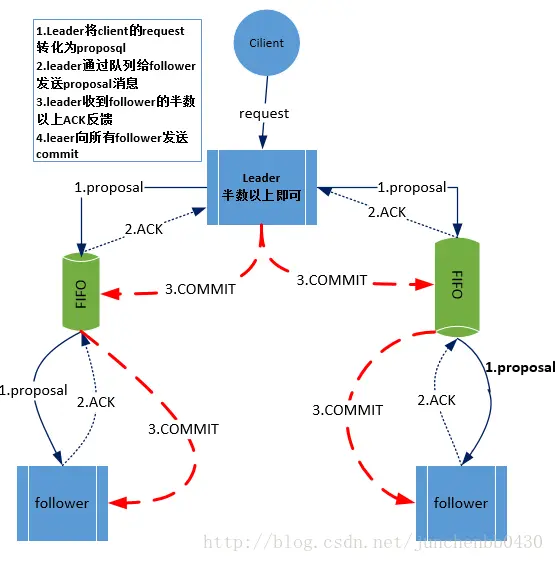 1.Leader将client的request
转化为proposql
2.leader通过队列给follower
发送proposal消息
3.leader收到follower的半数
以上ACK反馈
4.leaer向所有follower发送
commit
Cilient
request
Leader
半数以上即可
1.proposal
1.proposal
2.ACK
2.ACK
FIFO
FIFO
3.COMMIT
3.COMMIT
1.proposal
1.proposal
2.ACK
2.ACK
3.COMMIT
3.COMMIT
follower
follower
http://blog.csdn.net/junchenbb0430